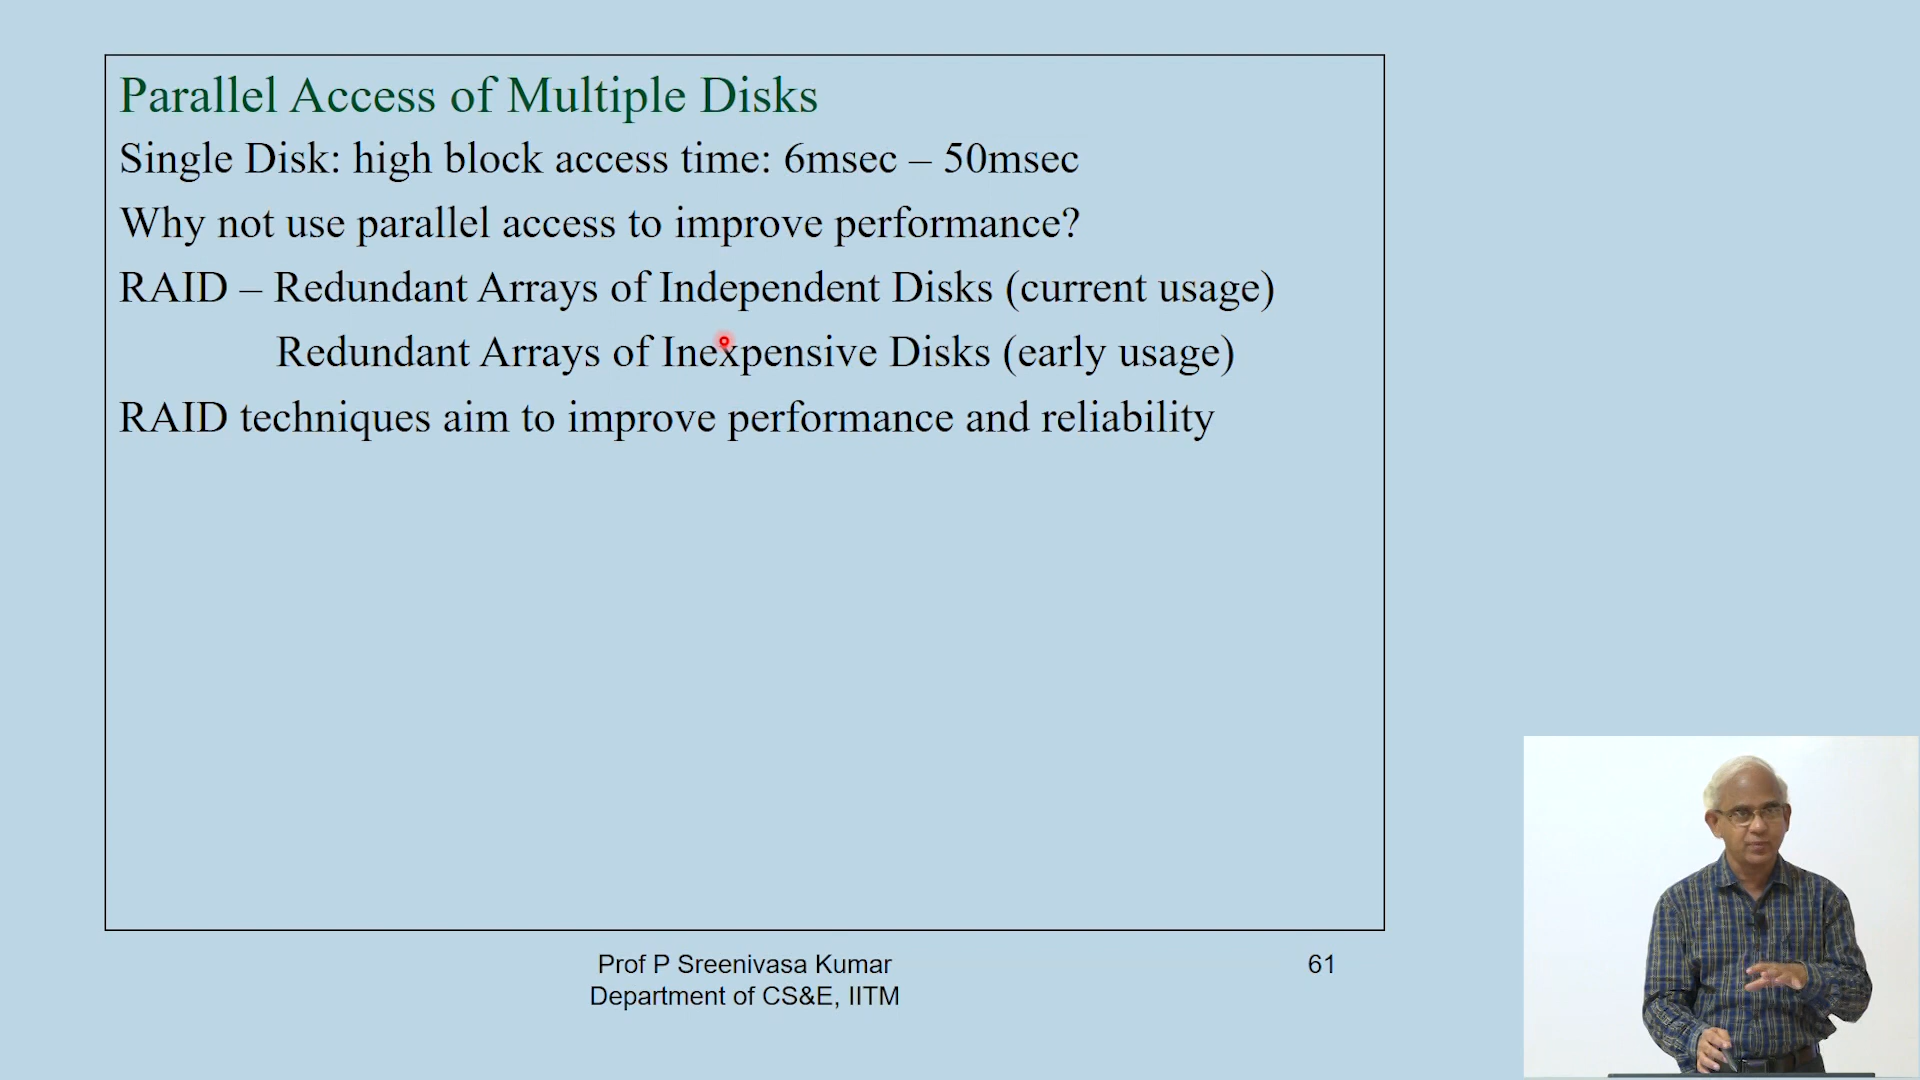 Parallel Access of Multiple Disks
Single Disk: high block access time: 6msec – 50msec
Why not use parallel access to improve performance?
RAID – Redundant Arrays of Independent Disks (current usage)
Redundant Arrays of Inexpensive Disks (early usage)
RAID techniques aim to improve performance and reliability
Prof P Sreenivasa Kumar
Department of CS&E, IITM
61